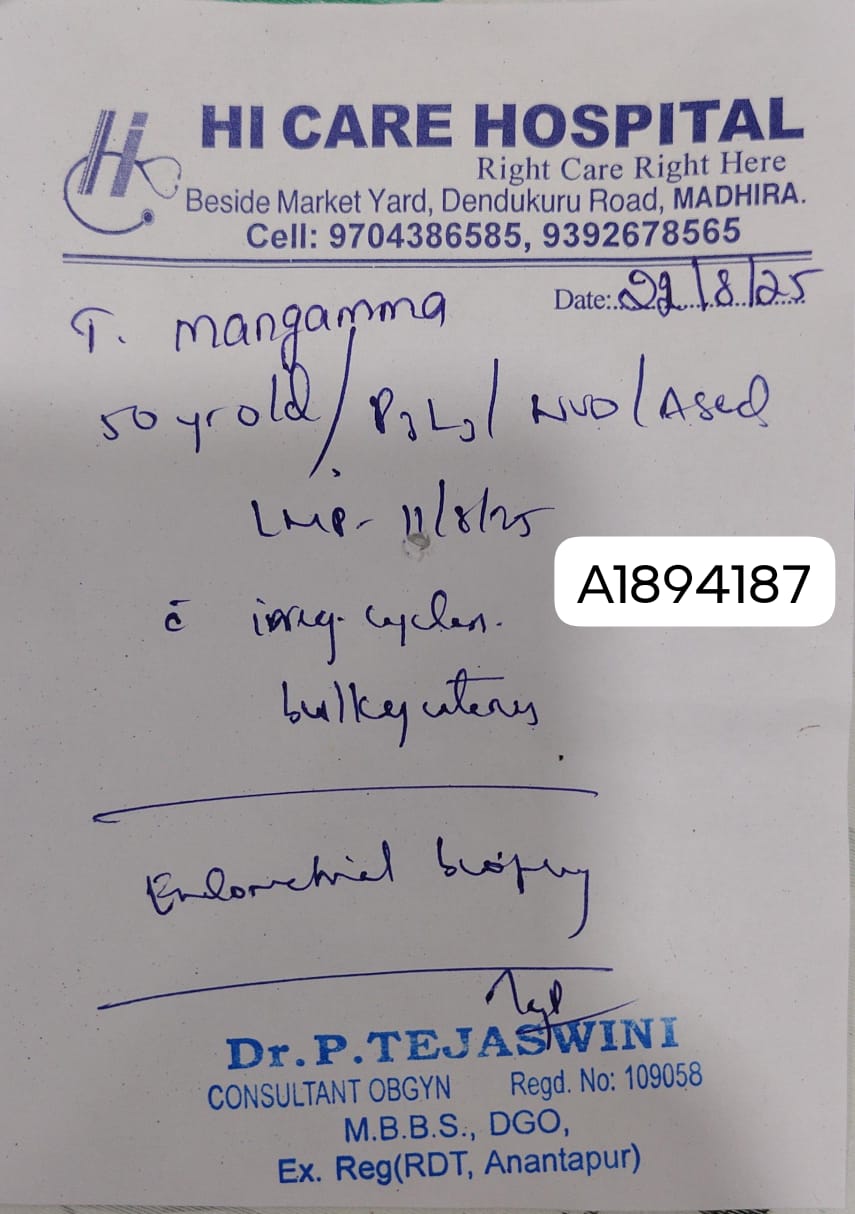 Hi
HI CARE HOSPITAL
Right Care Right Here
Beside Market Yard, Dendukuru Road, MADHIRA.
Cell: 9704386585, 9392678565
Date: 22/8/25
T. mangamma
50 yr old / P3L3 / NVD / Ased
LMP- 11/8/25
A1894187
c̄ irreg. cycles.
bulky uterus
Endometrial biopsy
Dr.P.TEJASWINI
CONSULTANT OBGYN Regd. No: 109058
M.B.B.S., DGO,
Ex. Reg(RDT, Anantapur)